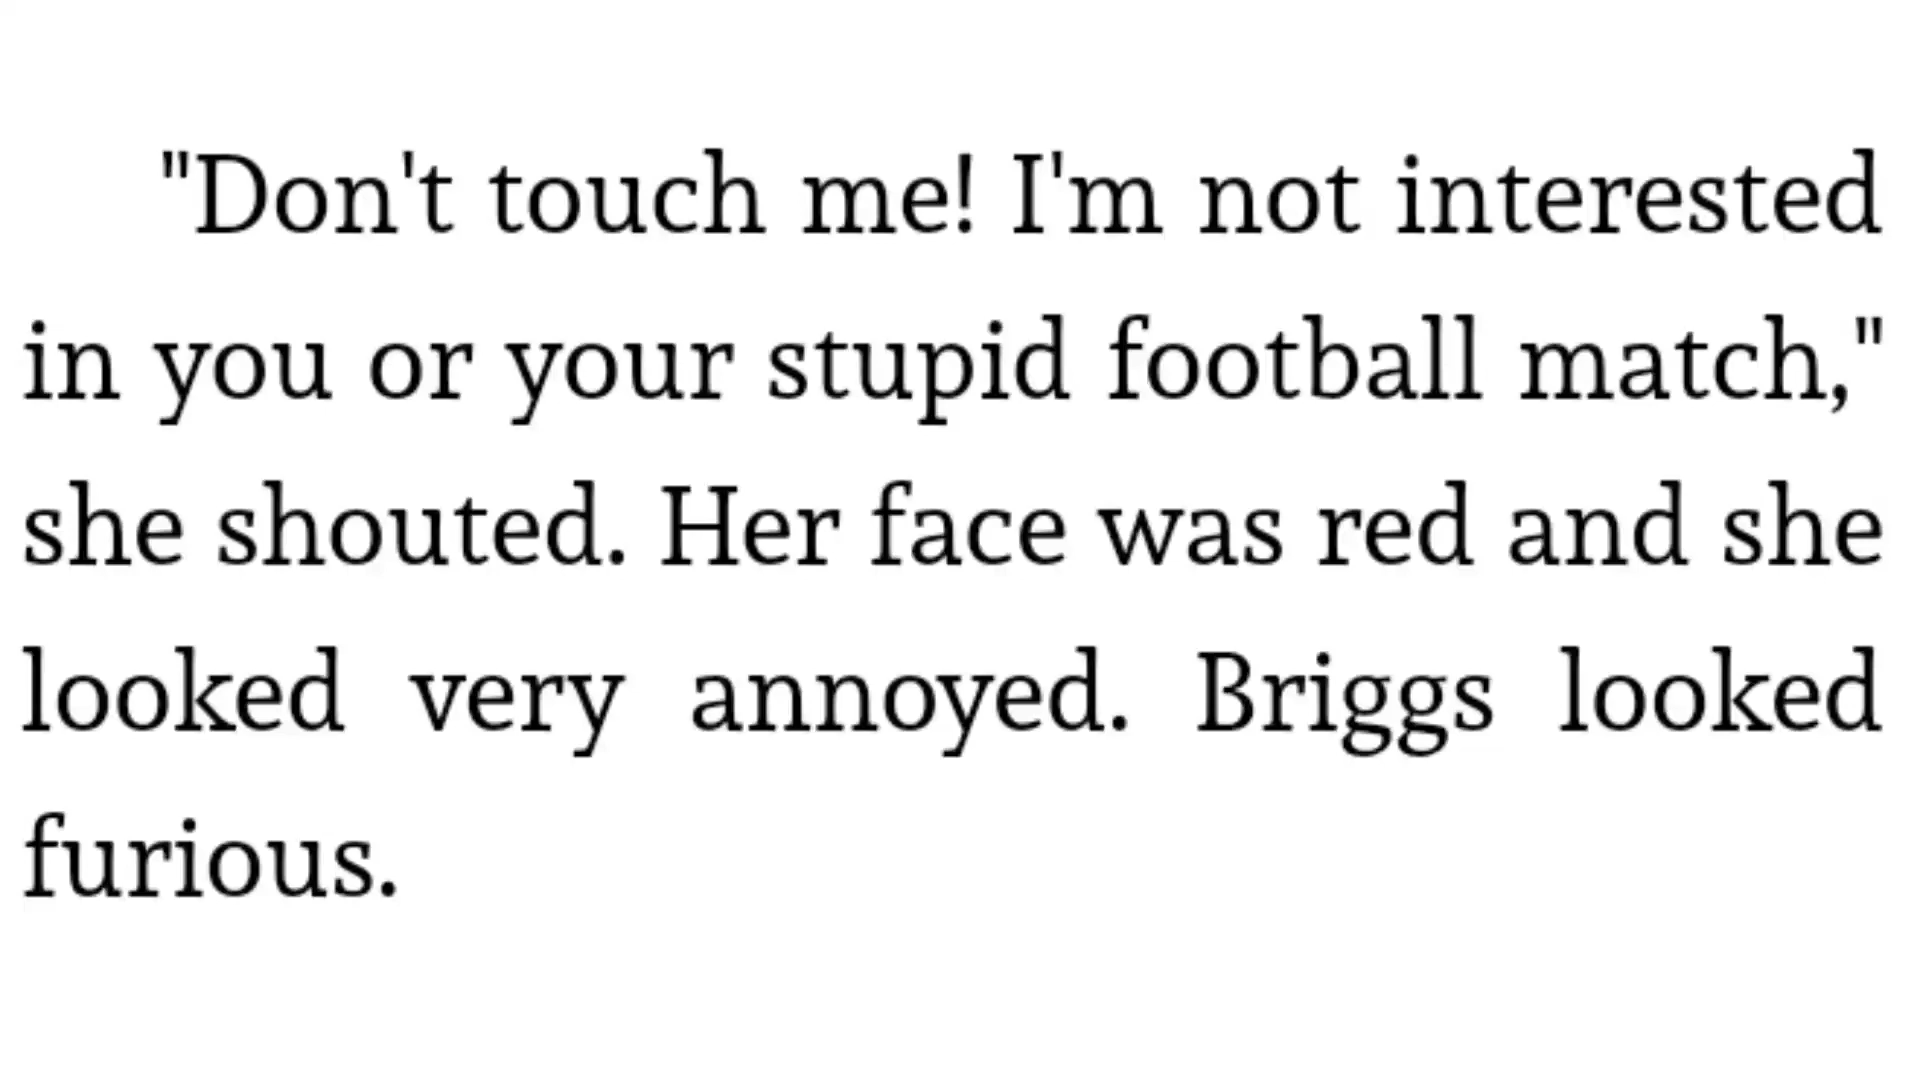 "Don't touch me! I'm not interested
in you or your stupid football match,"
she shouted. Her face was red and she
looked very annoyed. Briggs looked
furious.